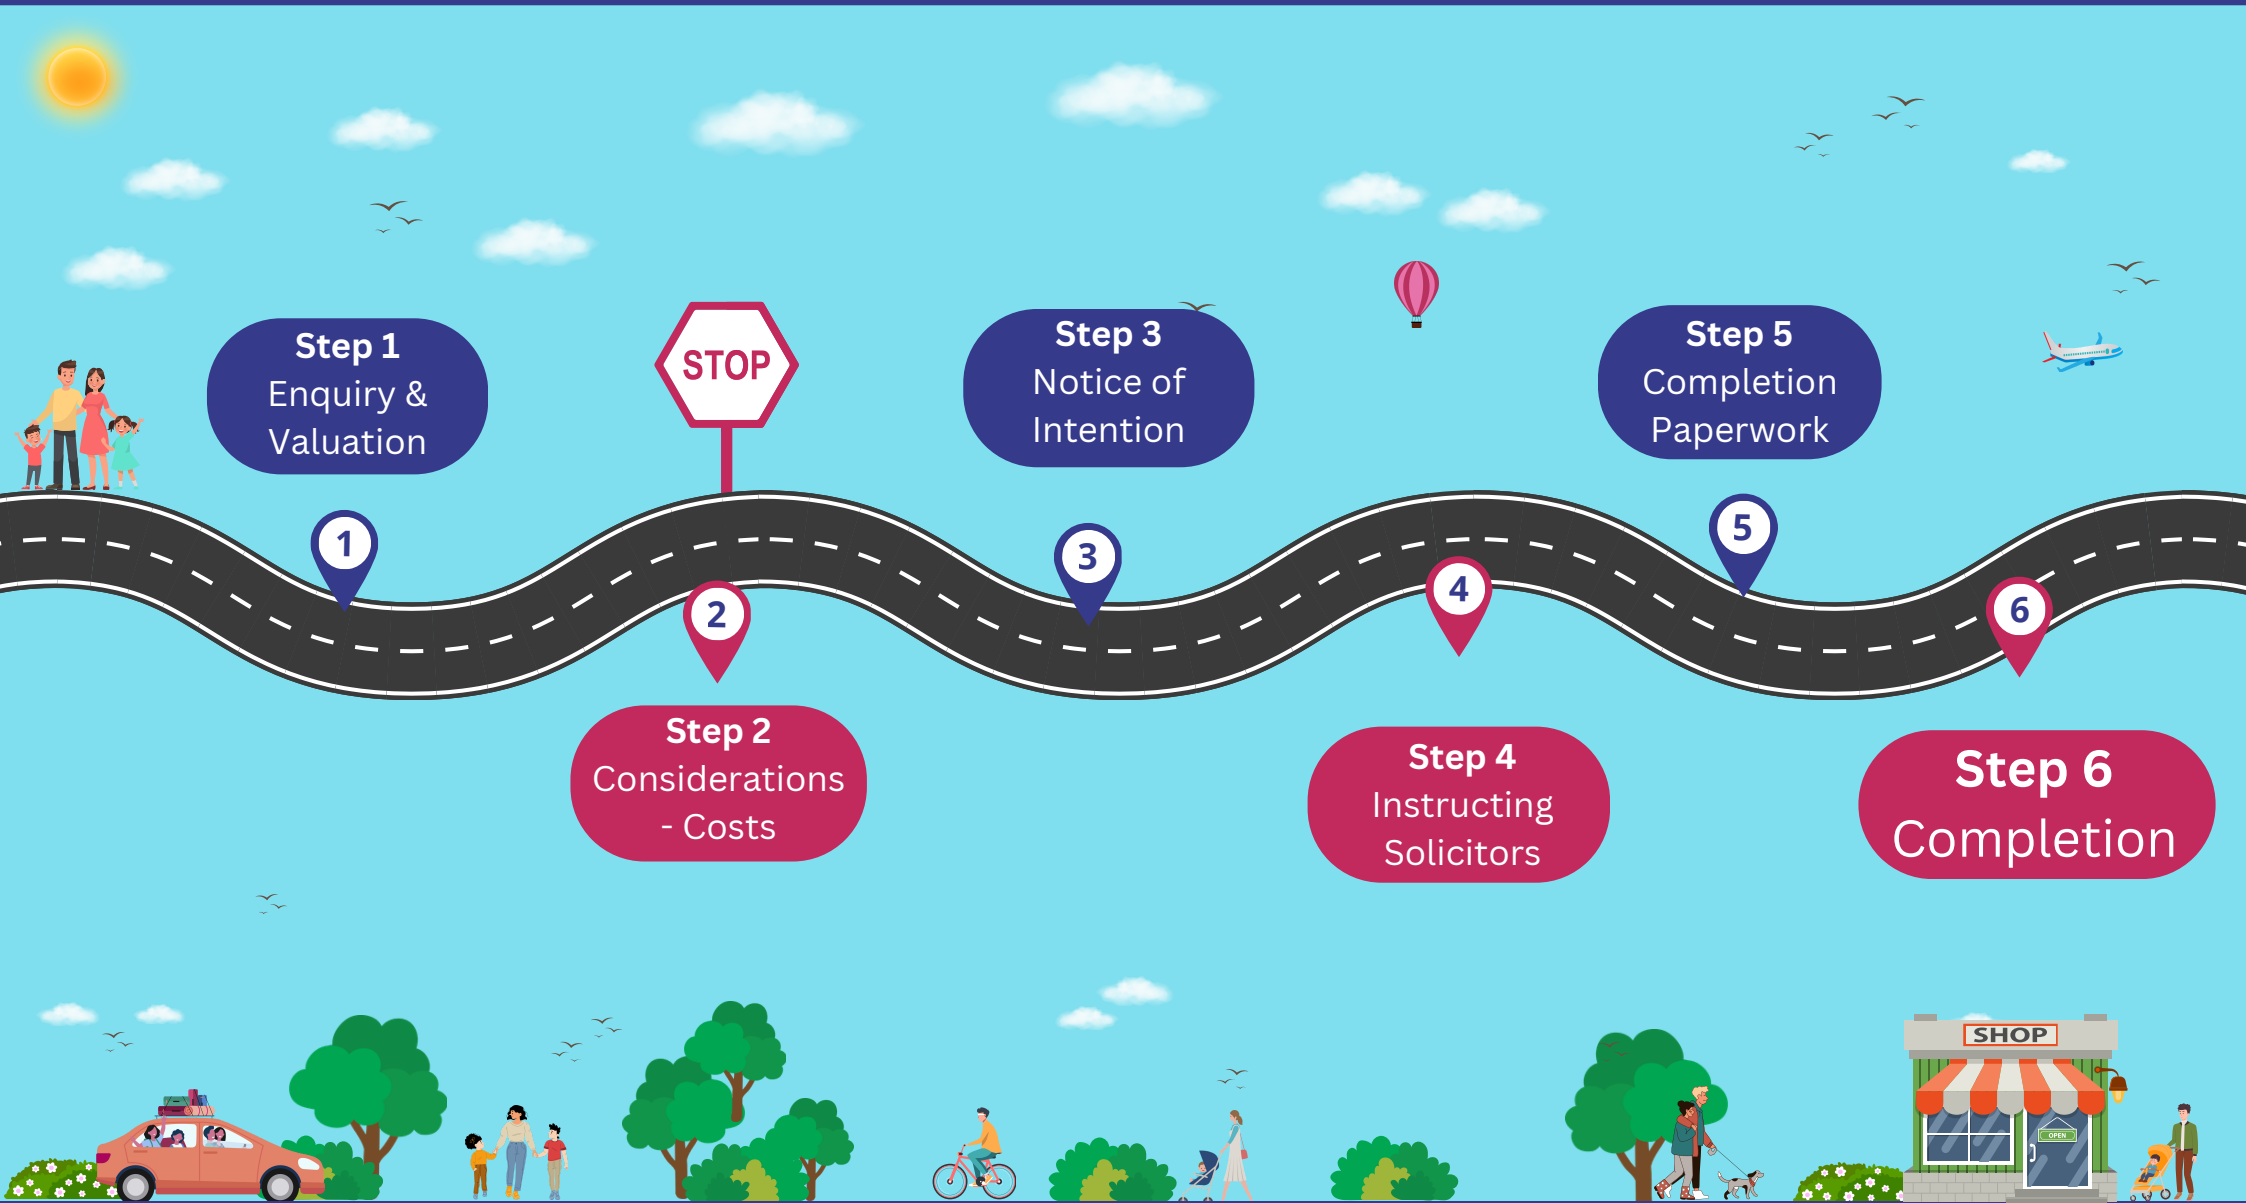 Step 1
Enquiry &
Valuation
STOP
Step 3
Notice of
Intention
Step 5
Completion
Paperwork
1
2
3
4
5
6
Step 2
Considerations
- Costs
Step 4
Instructing
Solicitors
Step 6
Completion
SHOP
OPEN